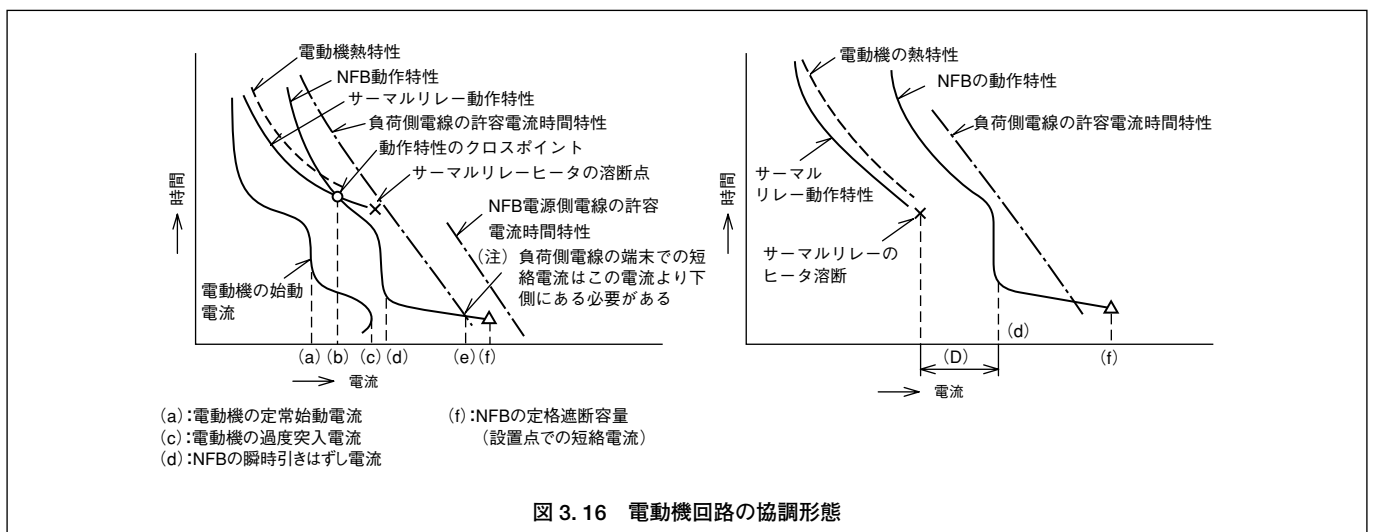 電動機熱特性
NFB動作特性
サーマルリレー動作特性
負荷側電線の許容電流時間特性
動作特性のクロスポイント
サーマルリレーヒータの溶断点
NFB電源側電線の許容
電流時間特性
(注) 負荷側電線の端末での短
絡電流はこの電流より下
側にある必要がある
時間
電動機の始動
電流
(a) (b) (c) (d) (e) (f)
電流
(a):電動機の定常始動電流
(c):電動機の過度突入電流
(d):NFBの瞬時引きはずし電流
(f):NFBの定格遮断容量
(設置点での短絡電流)
電動機の熱特性
NFBの動作特性
負荷側電線の許容電流時間特性
サーマル
リレー動作特性
時間
サーマルリレーの
ヒータ溶断
(d)
(D)
(f)
電流
図 3. 16 電動機回路の協調形態